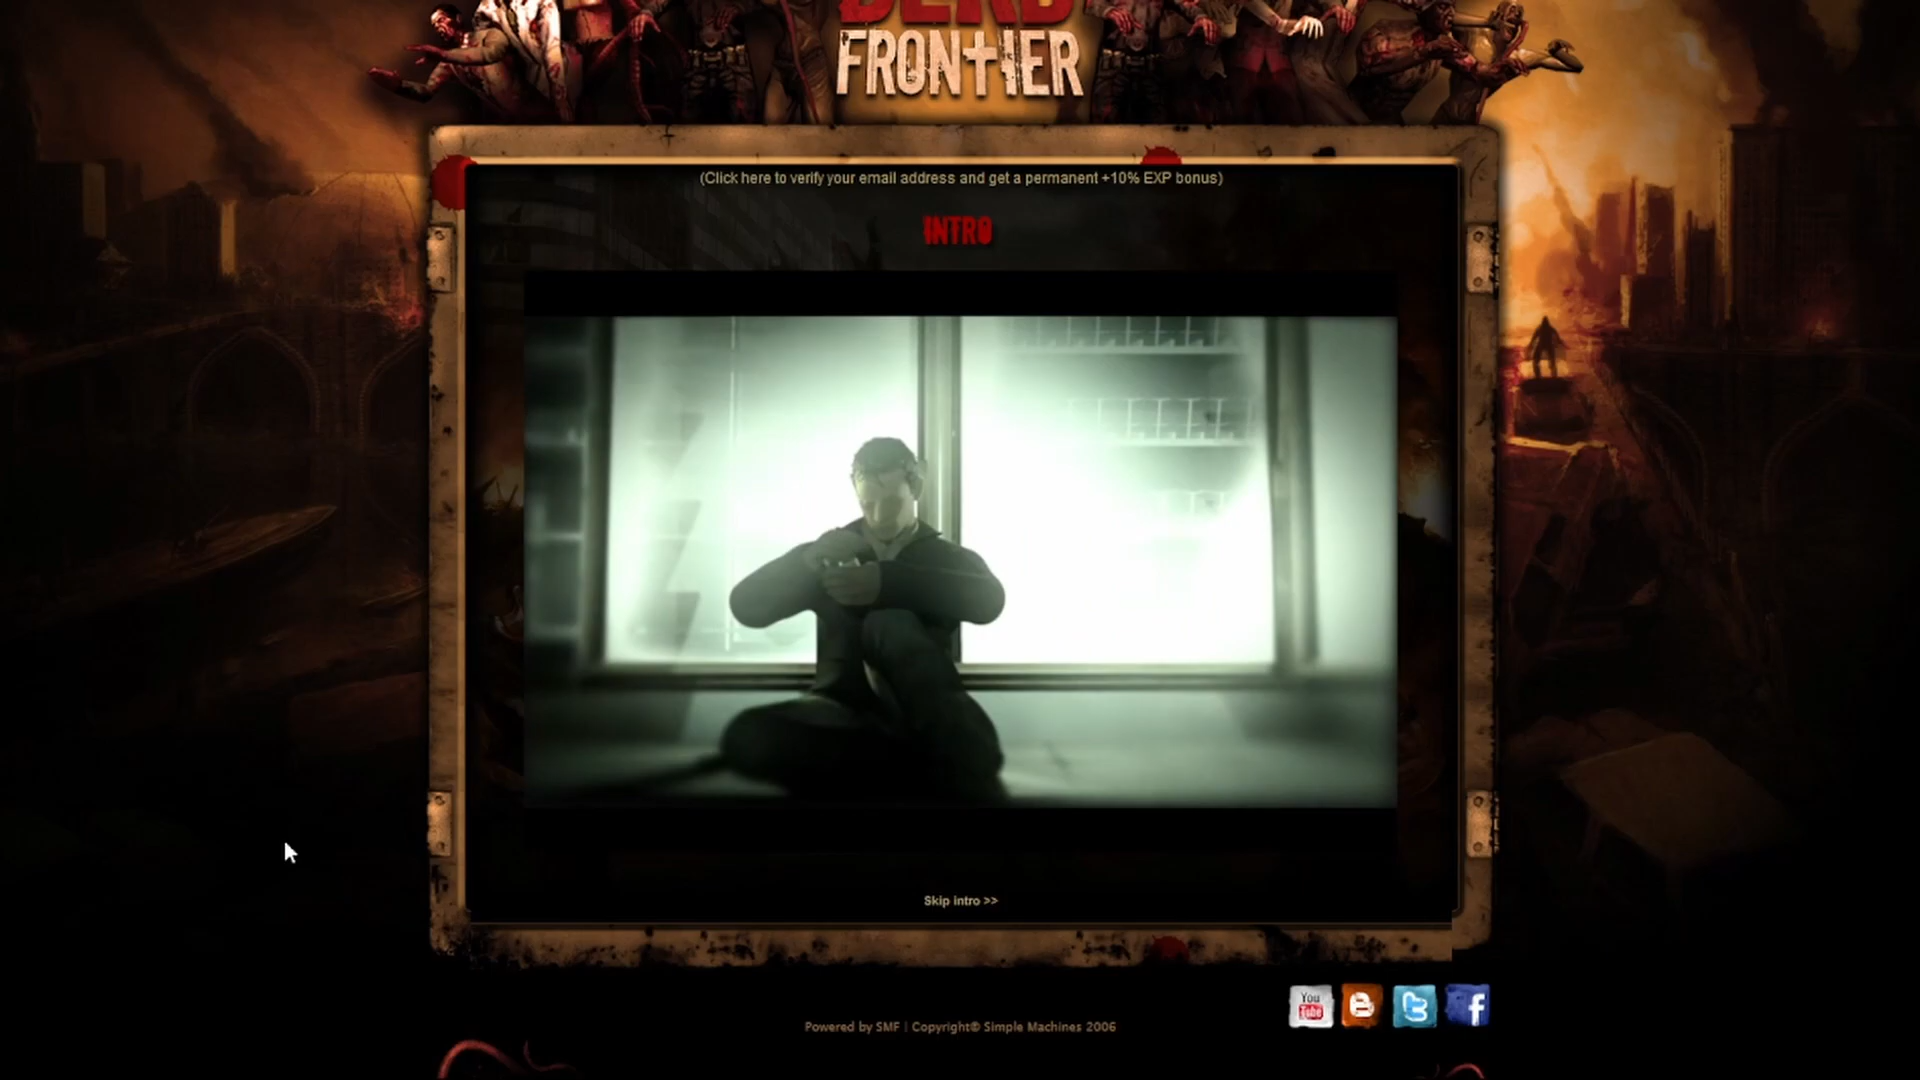 DEAD
FRONTIER
(Click here to verify your email address and get a permanent +10% EXP bonus)
INTRO
Skip intro >>
You
Tube
Powered by SMF | Copyright© Simple Machines 2006